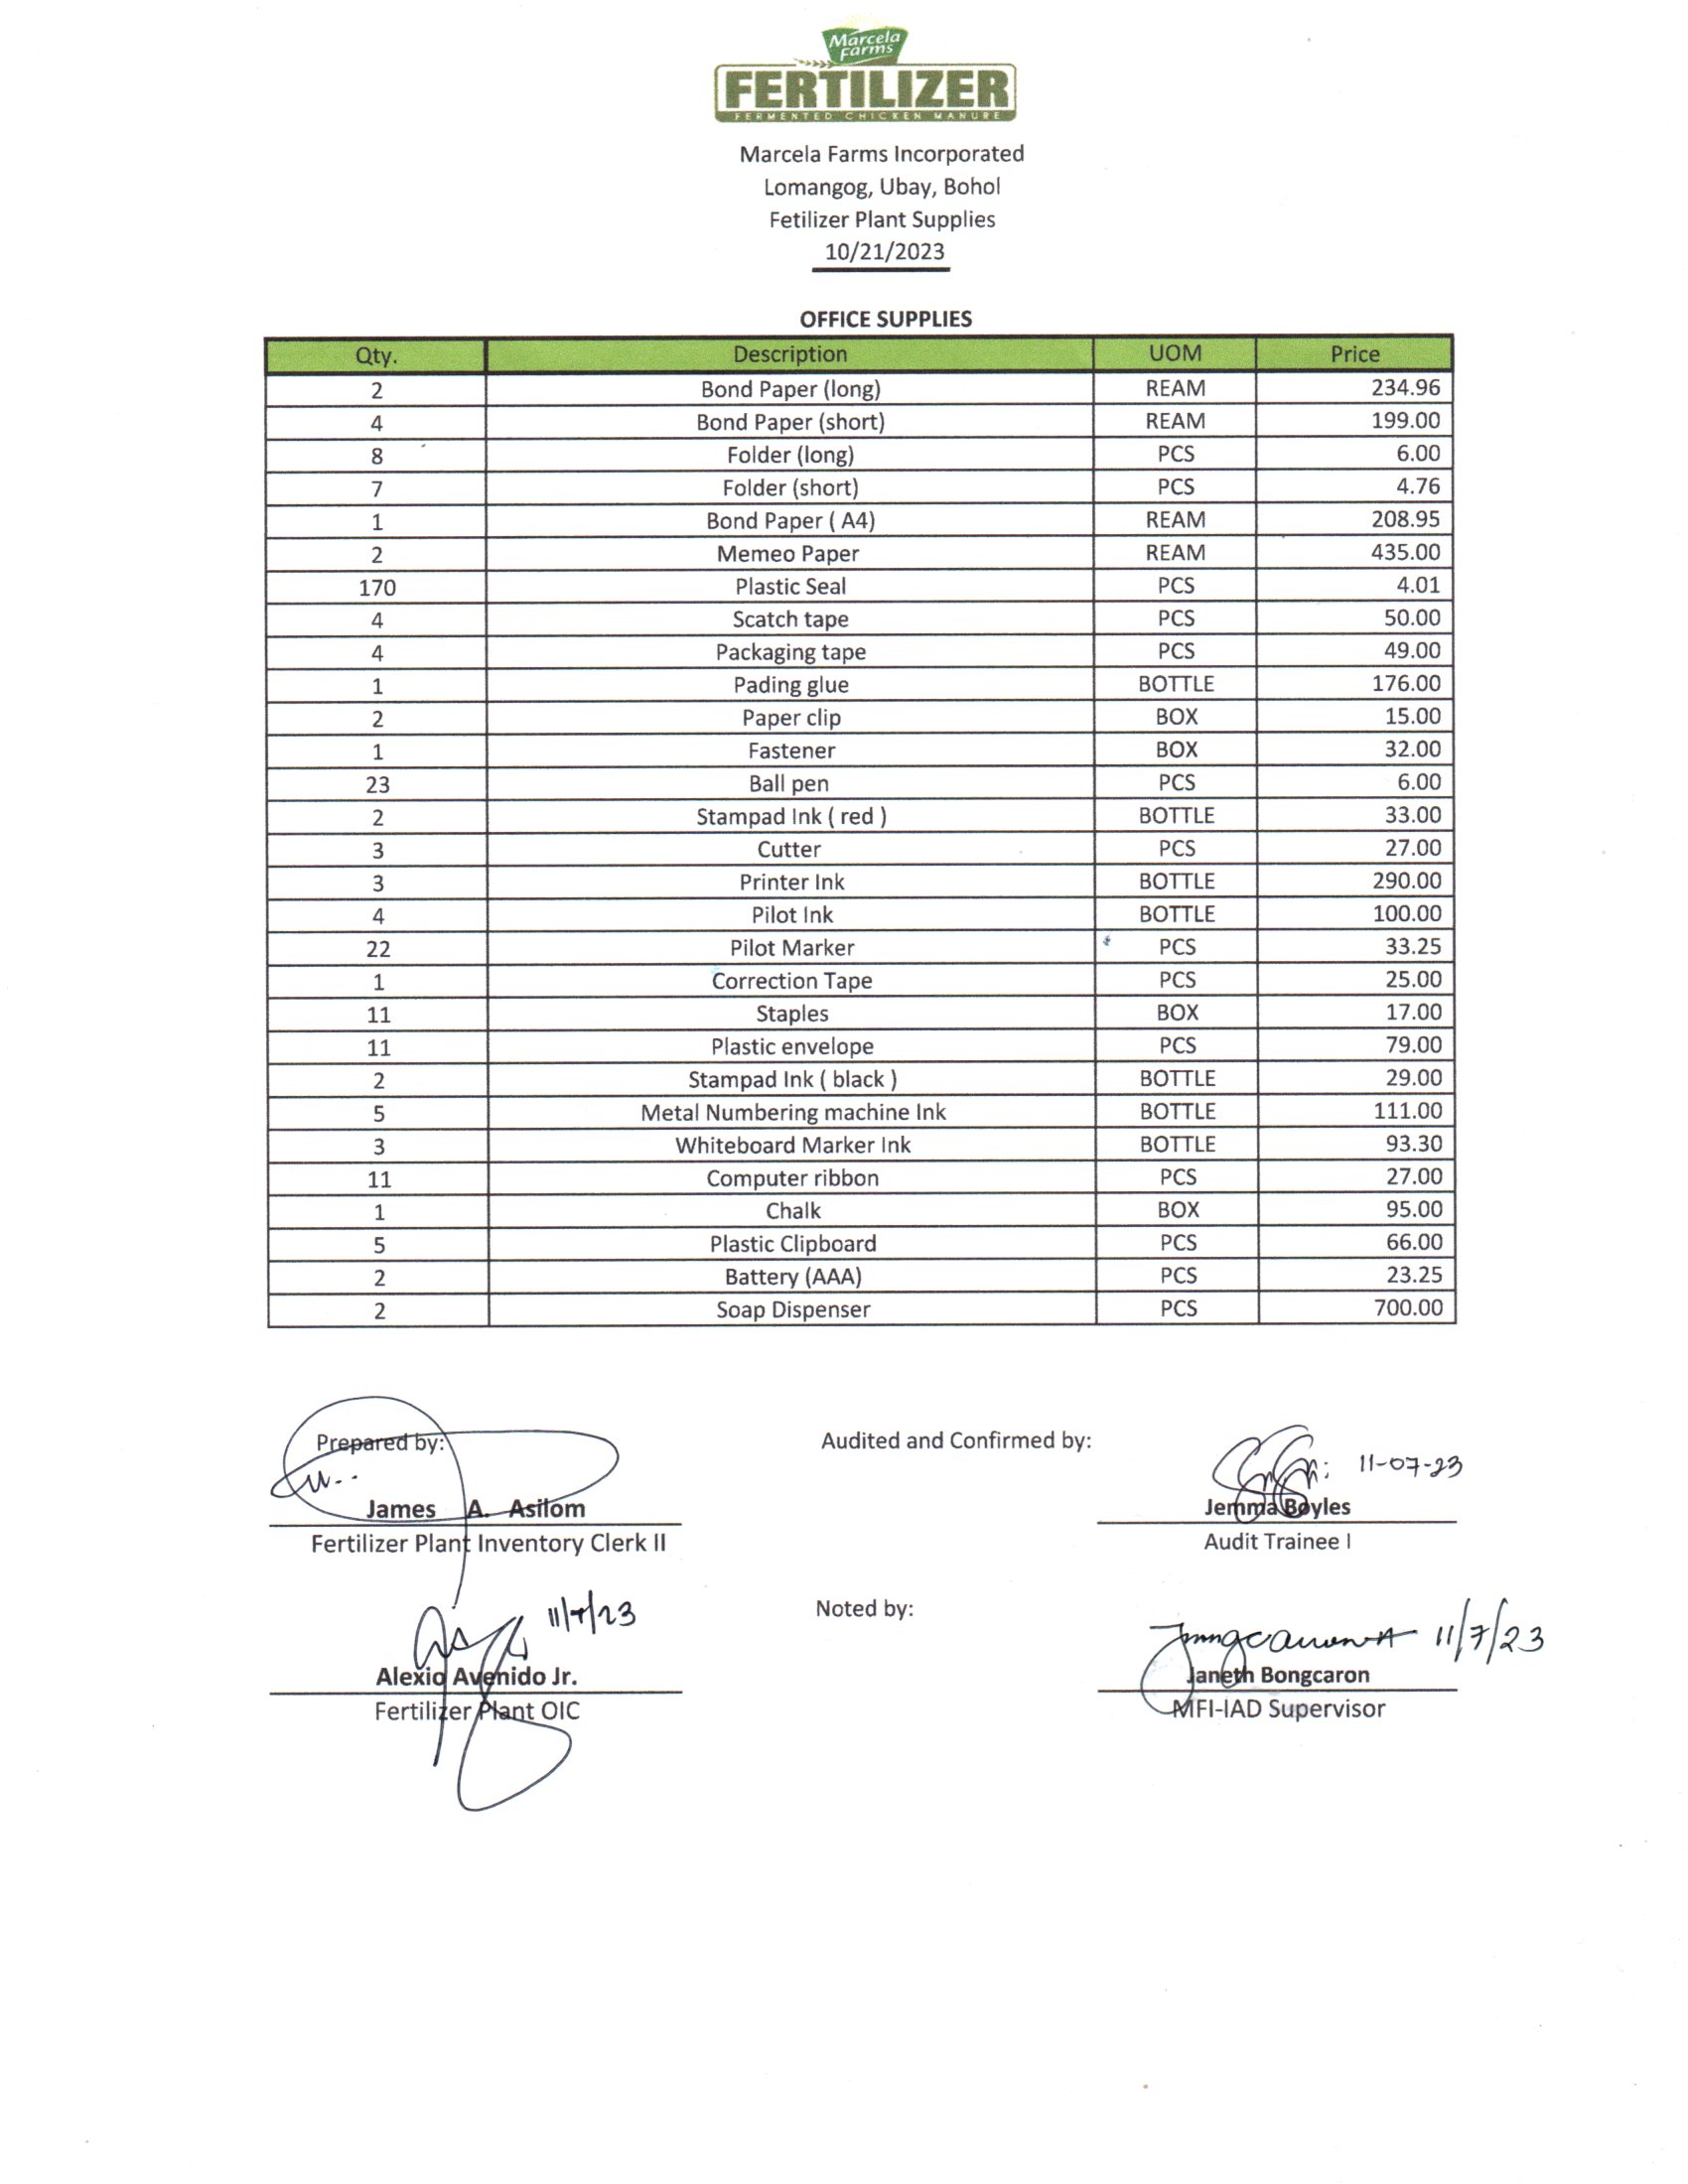 Marcela
Farms
FERTILIZER
FERMENTED CHICKEN MANURE
Marcela Farms Incorporated
Lomangog, Ubay, Bohol
Fetilizer Plant Supplies
10/21/2023
OFFICE SUPPLIES
Qty. Description UOM Price
2 Bond Paper (long) REAM 234.96
4 Bond Paper (short) REAM 199.00
8 Folder (long) PCS 6.00
7 Folder (short) PCS 4.76
1 Bond Paper ( A4) REAM 208.95
2 Memeo Paper REAM 435.00
170 Plastic Seal PCS 4.01
4 Scatch tape PCS 50.00
4 Packaging tape PCS 49.00
1 Pading glue BOTTLE 176.00
2 Paper clip BOX 15.00
1 Fastener BOX 32.00
23 Ball pen PCS 6.00
2 Stampad Ink ( red ) BOTTLE 33.00
3 Cutter PCS 27.00
3 Printer Ink BOTTLE 290.00
4 Pilot Ink BOTTLE 100.00
22 Pilot Marker PCS 33.25
1 Correction Tape PCS 25.00
11 Staples BOX 17.00
11 Plastic envelope PCS 79.00
2 Stampad Ink ( black ) BOTTLE 29.00
5 Metal Numbering machine Ink BOTTLE 111.00
3 Whiteboard Marker Ink BOTTLE 93.30
11 Computer ribbon PCS 27.00
1 Chalk BOX 95.00
5 Plastic Clipboard PCS 66.00
2 Battery (AAA) PCS 23.25
2 Soap Dispenser PCS 700.00
Prepared by: Audited and Confirmed by:
11-07-23
James A. Asilom Jemma Boyles
Fertilizer Plant Inventory Clerk II Audit Trainee I
11/7/23 Noted by: 11/7/23
Alexio Avenido Jr. Janeth Bongcaron
Fertilizer Plant OIC MFI-IAD Supervisor